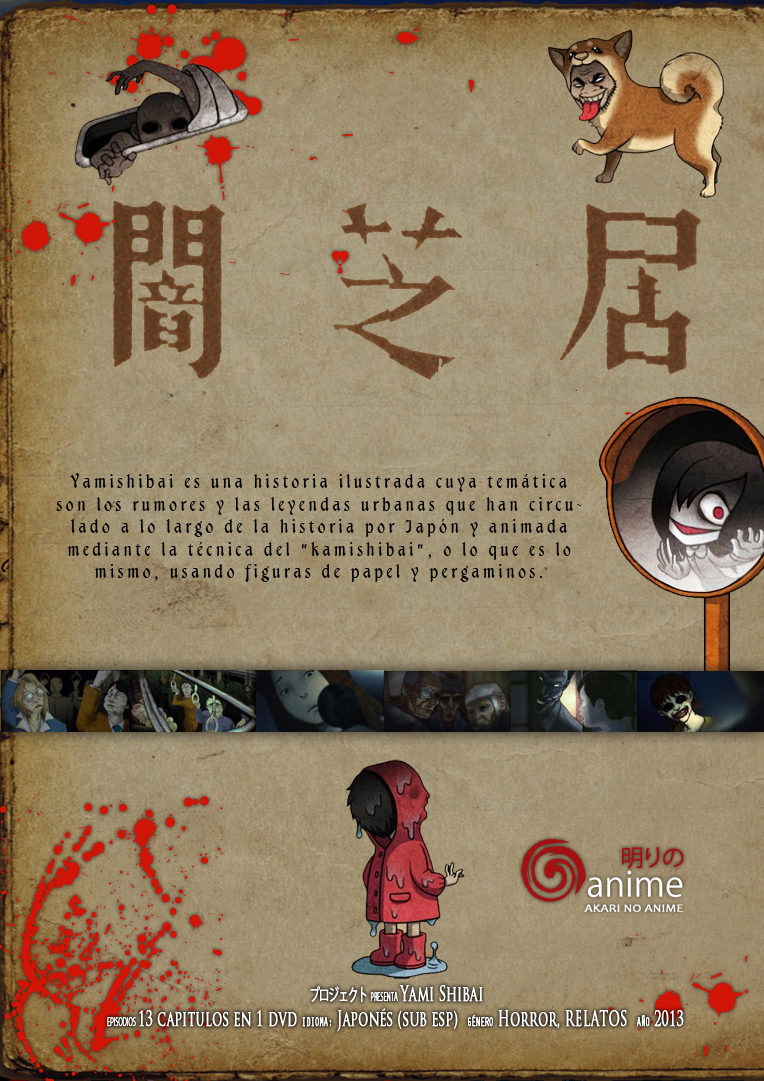 闇芝居
Yamishibai es una historia ilustrada cuya temática
son los rumores y las leyendas urbanas que han circu-
lado a lo largo de la historia por Japón y animada
mediante la técnica del "kamishibai", o lo que es lo
mismo, usando figuras de papel y pergaminos.
明りの
anime
AKARI NO ANIME
プロジェクト PRESENTA YAMI SHIBAI
EPISODIOS 13 CAPITULOS EN 1 DVD IDIOMA: JAPONÉS (SUB ESP) GÉNERO HORROR, RELATOS AÑO 2013